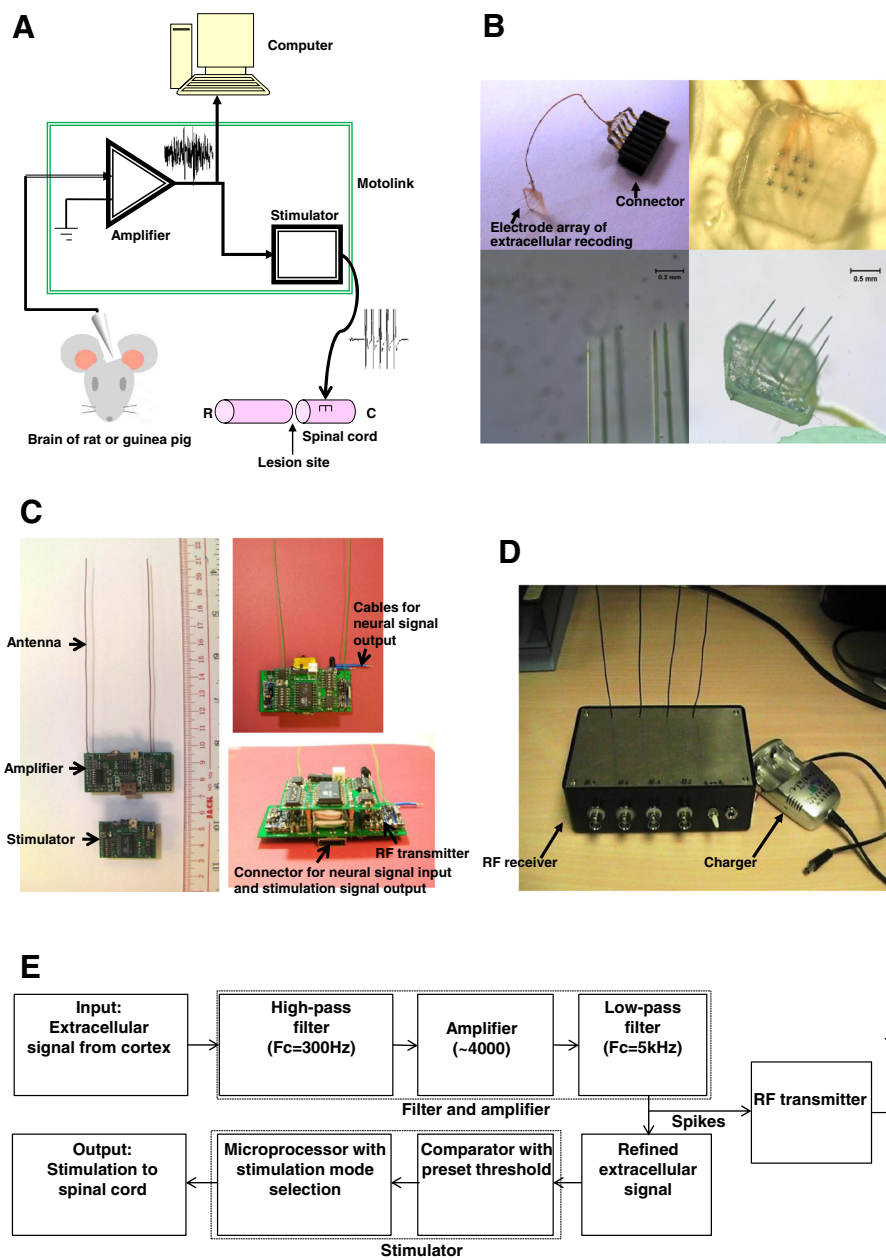 A
Computer
Motolink
Amplifier
Stimulator
Brain of rat or guinea pig
R
C
Spinal cord
Lesion site
B
Connector
Electrode array of
extracellular recoding
0.2 mm
0.5 mm
C
Antenna
Amplifier
Stimulator
Cables for
neural signal
output
RF transmitter
Connector for neural signal input
and stimulation signal output
D
RF receiver
Charger
E
Input:
Extracellular
signal from cortex
High-pass
filter
(Fc=300Hz)
Amplifier
(~4000)
Low-pass
filter
(Fc=5kHz)
Filter and amplifier
Spikes
RF transmitter
Output:
Stimulation to
spinal cord
Microprocessor with
stimulation mode
selection
Comparator with
preset threshold
Refined
extracellular
signal
Stimulator